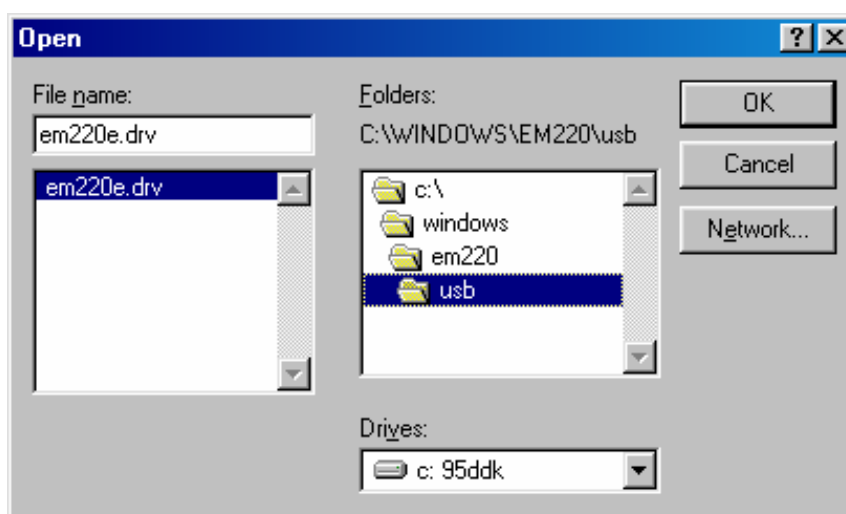 Open
File name:
em220e.drv
em220e.drv
Folders:
C:\WINDOWS\EM220\usb
c:\
windows
em220
usb
Drives:
c: 95ddk
OK
Cancel
Network...